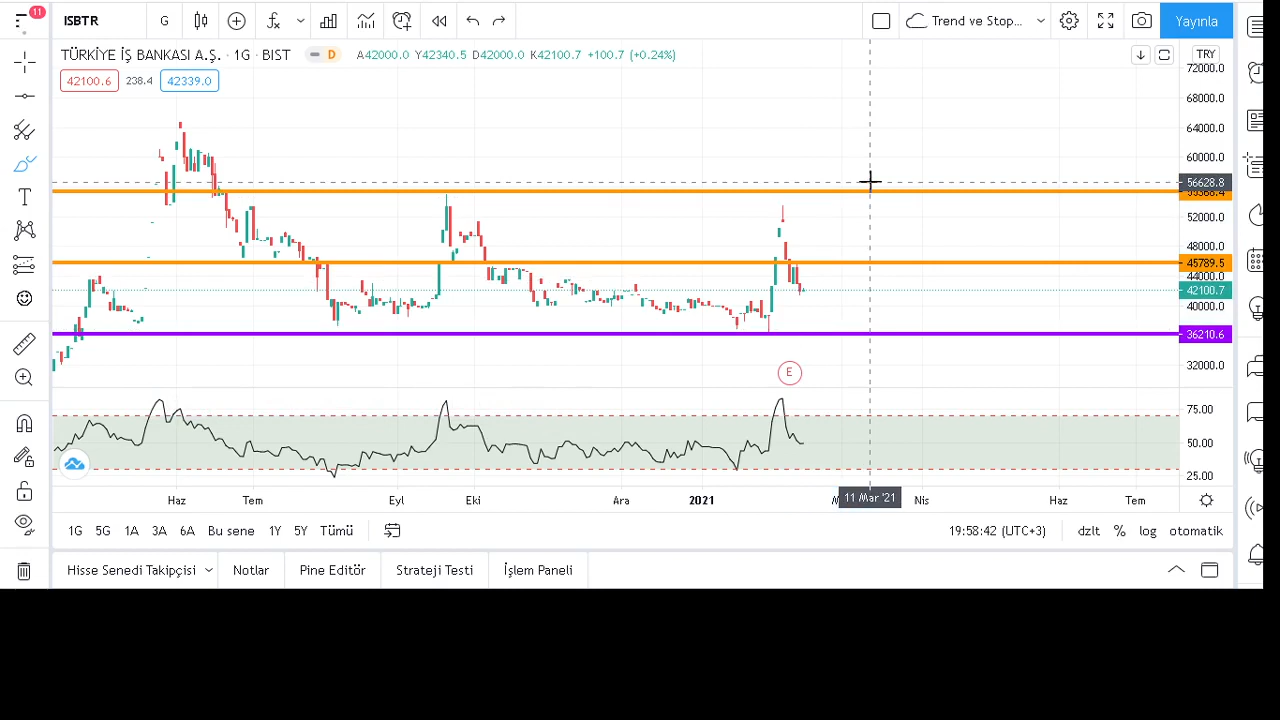 11
ISBTR
G
Trend ve Stop...
Yayınla
TÜRKİYE İŞ BANKASI A.Ş. · 1G · BIST
D
A42000.0 Y42340.5 D42000.0 K42100.7 +100.7 (+0.24%)
TRY
42100.6
238.4
42339.0
72000.0
68000.0
64000.0
60000.0
56628.8
52000.0
48000.0
45789.5
44000.0
42100.7
40000.0
36210.6
32000.0
E
75.00
50.00
25.00
Haz
Tem
Eyl
Eki
Ara
2021
11 Mar '21
Nis
Haz
Tem
1G 5G 1A 3A 6A Bu sene 1Y 5Y Tümü
19:58:42 (UTC+3)
dzlt % log otomatik
Hisse Senedi Takipçisi
Notlar
Pine Editör
Strateji Testi
İşlem Paneli